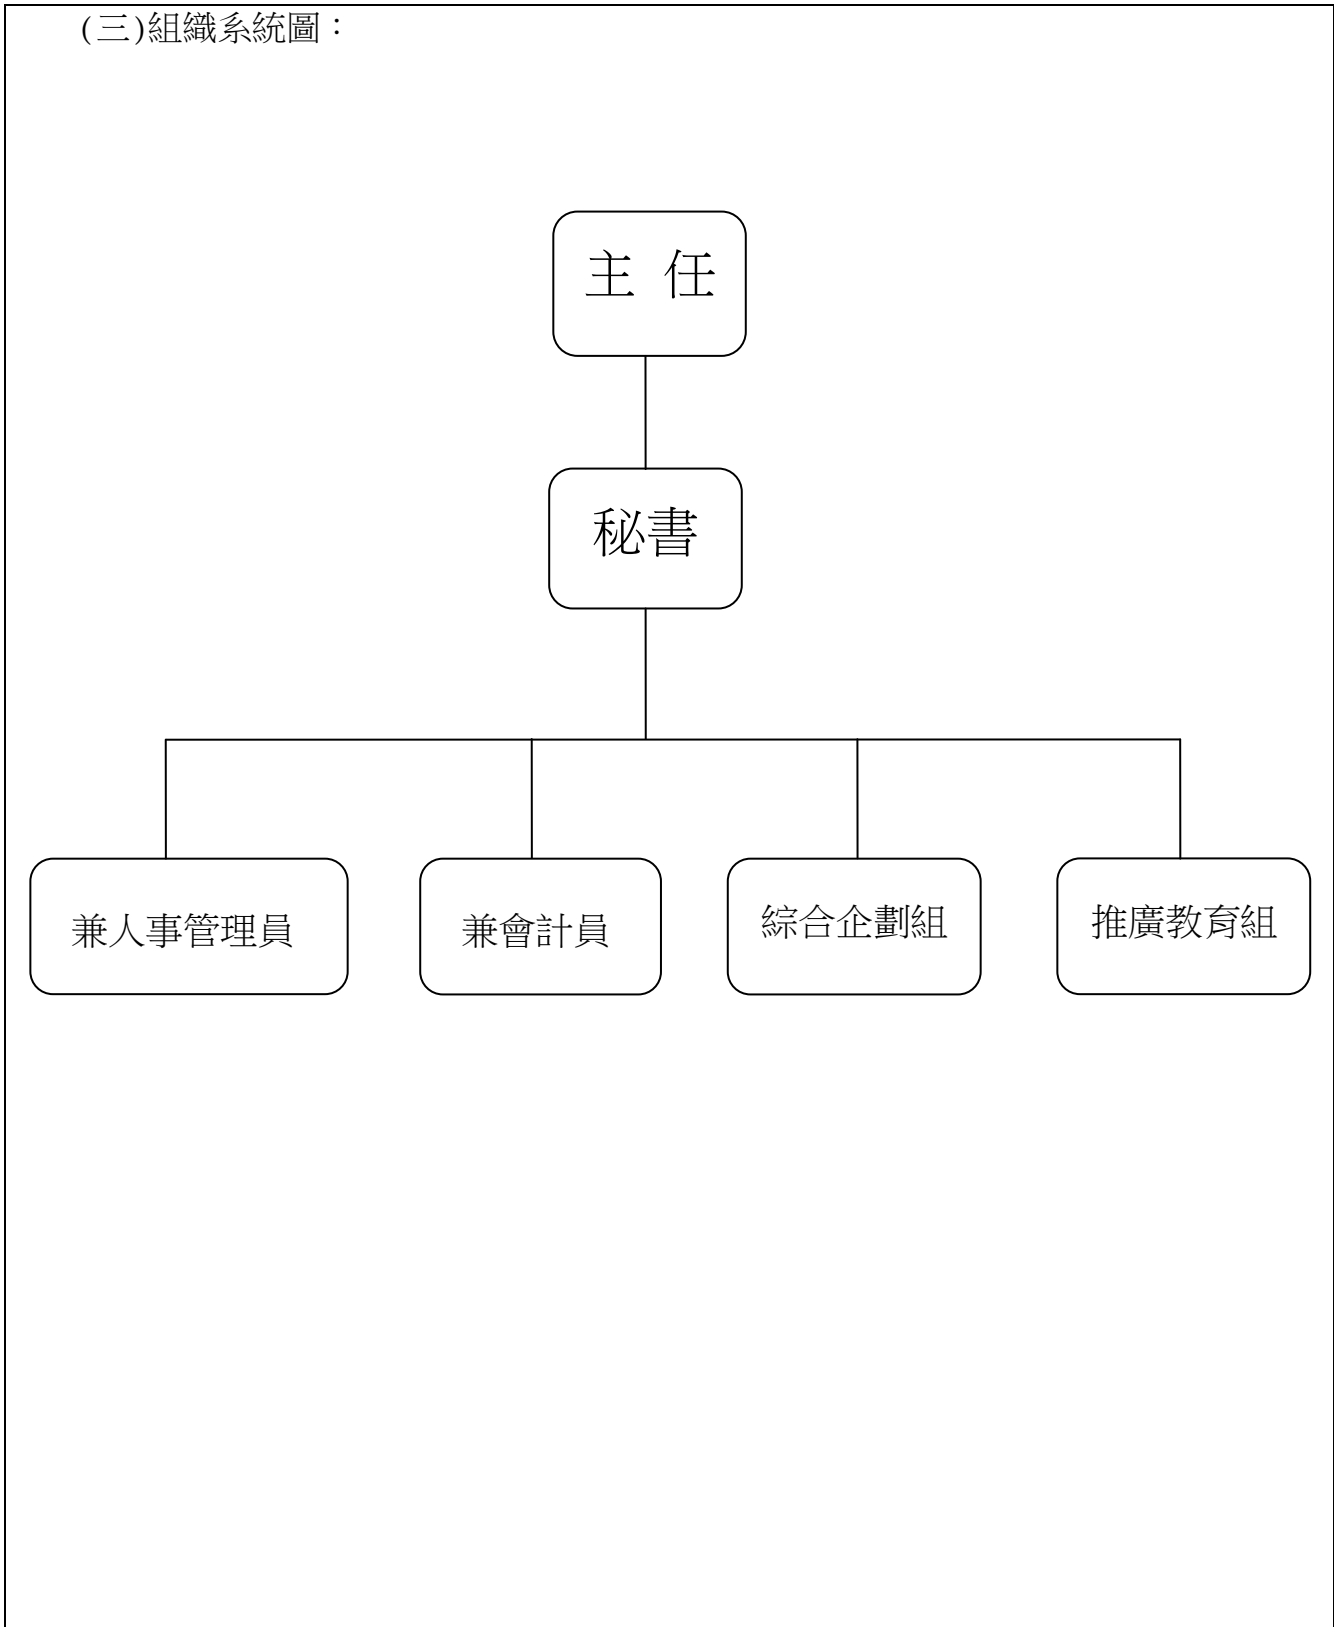 (三)組織系統圖：
主 任
秘書
兼人事管理員
兼會計員
綜合企劃組
推廣教育組